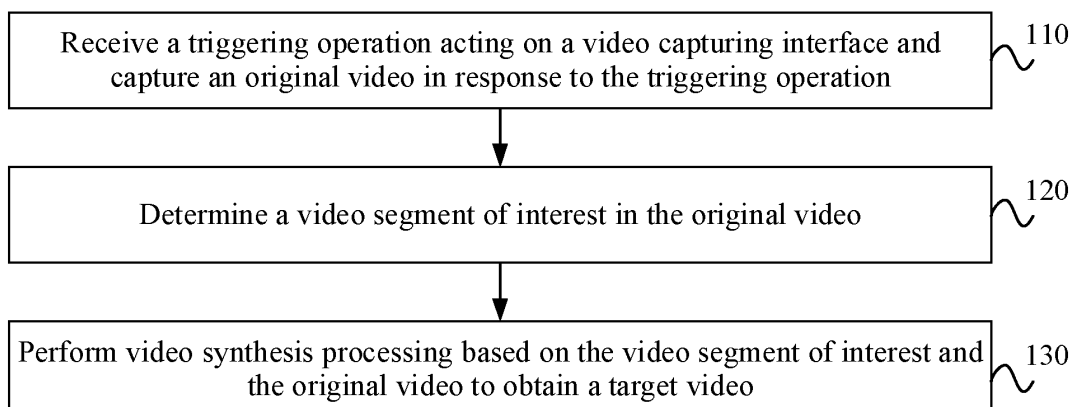 Receive a triggering operation acting on a video capturing interface and
capture an original video in response to the triggering operation
110
Determine a video segment of interest in the original video
120
Perform video synthesis processing based on the video segment of interest and
the original video to obtain a target video
130